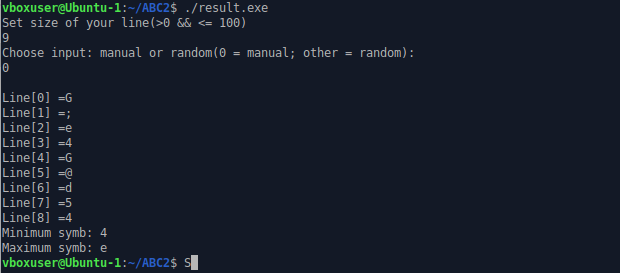 vboxuser@Ubuntu-1:~/ABC2$ ./result.exe
Set size of your line(>0 && <= 100)
9
Choose input: manual or random(0 = manual; other = random):
0
Line[0] =G
Line[1] =;
Line[2] =e
Line[3] =4
Line[4] =G
Line[5] =@
Line[6] =d
Line[7] =5
Line[8] =4
Minimum symb: 4
Maximum symb: e
vboxuser@Ubuntu-1:~/ABC2$ S